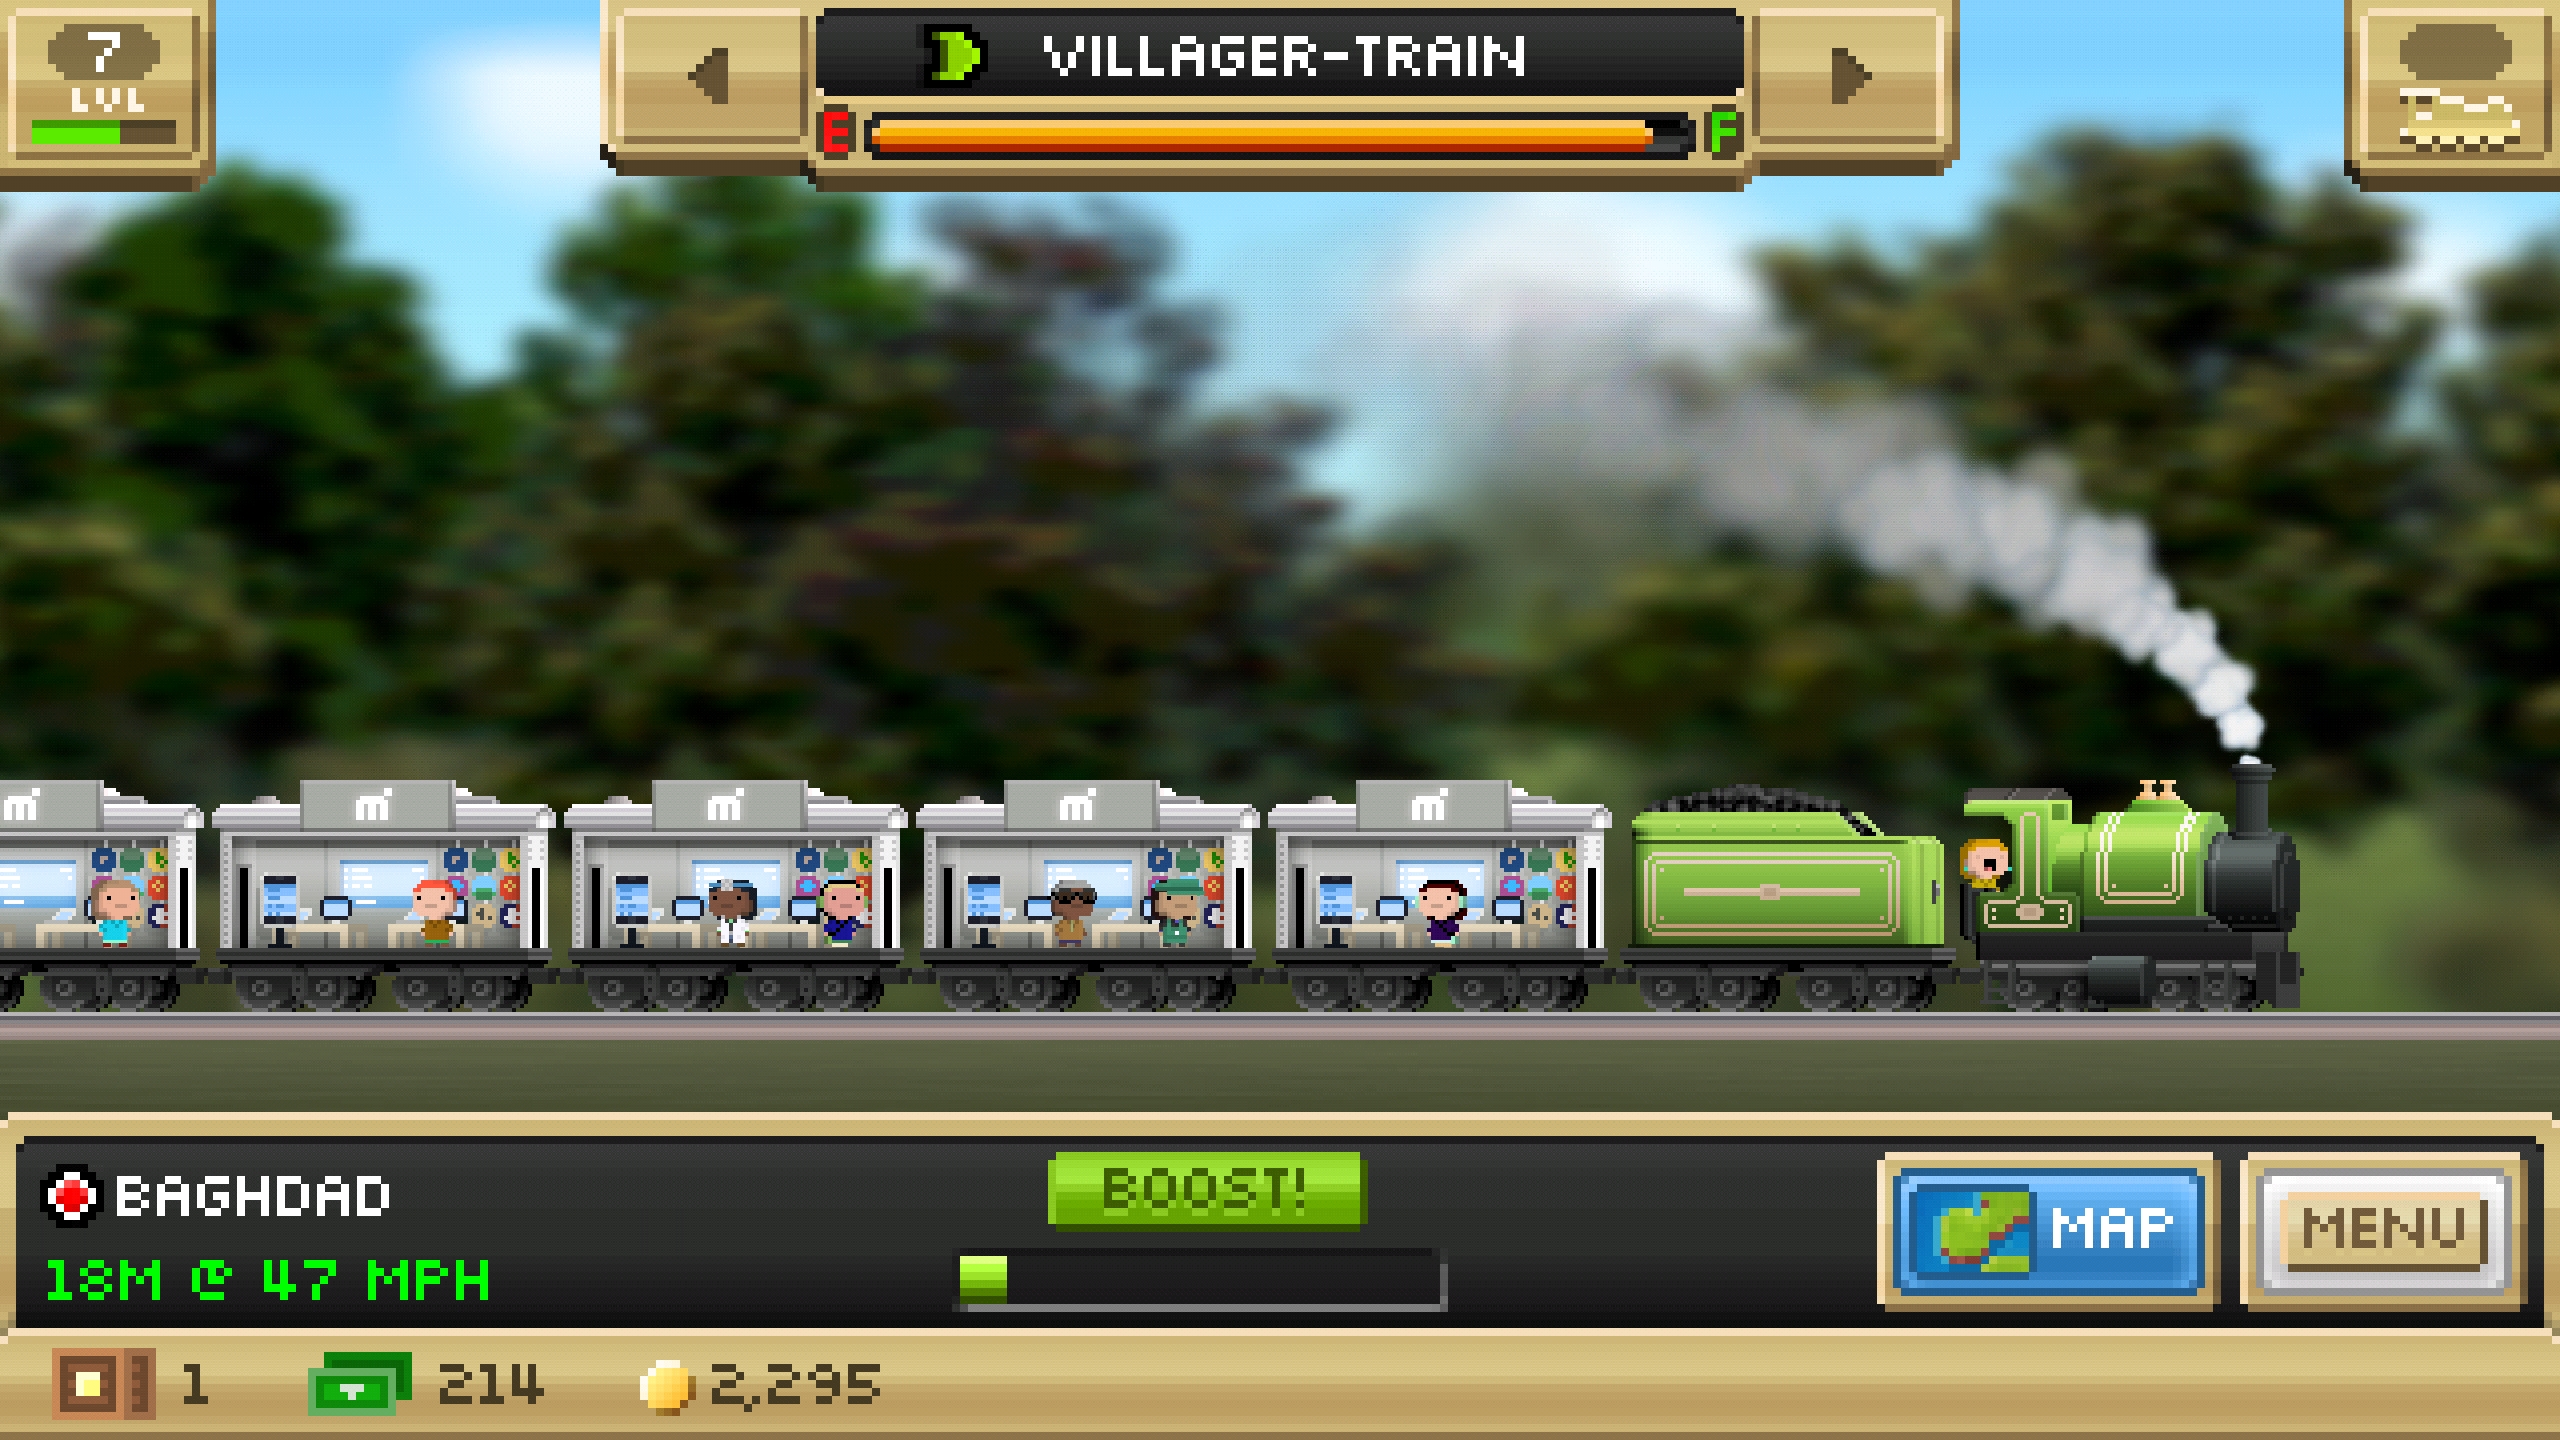 7
LVL
VILLAGER-TRAIN
E F
m
m
m
m
m
BAGHDAD
18M @ 47 MPH
BOOST!
MAP
MENU
1
214
2,295